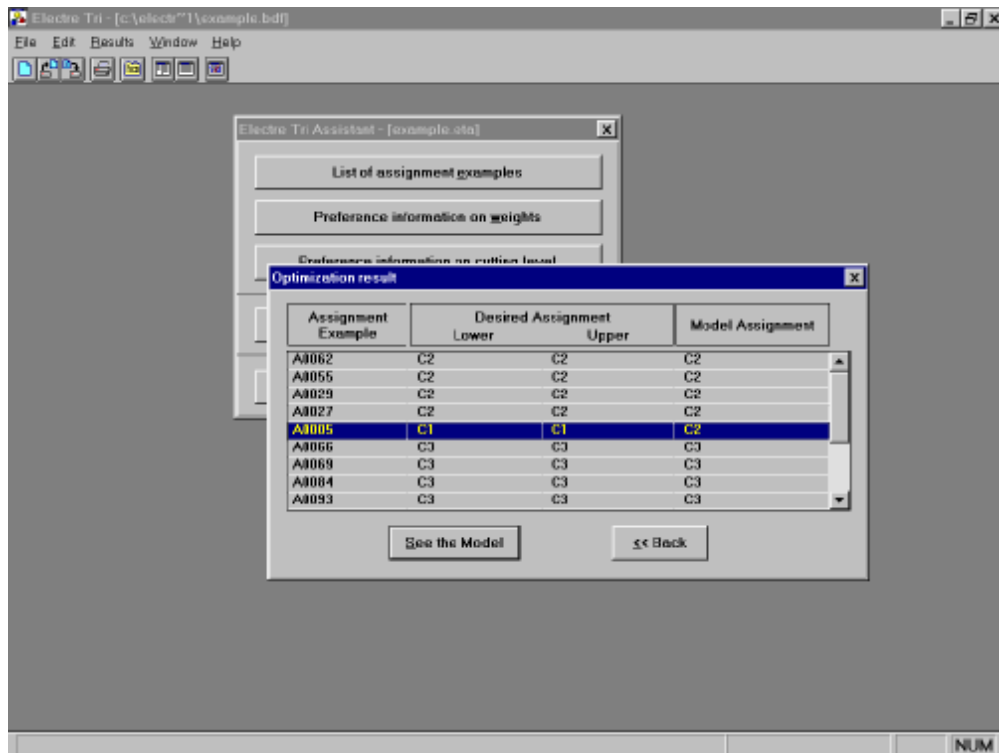 Electre Tri - [c:\electr~1\example.bdf]
File Edit Results Window Help
Electre Tri Assistant - [example.eta]
List of assignment examples
Preference information on weights
Preference information on cutting level
Optimization result
Assignment Example Desired Assignment Lower Upper Model Assignment
A0062 C2 C2 C2
A0055 C2 C2 C2
A0029 C2 C2 C2
A0027 C2 C2 C2
A0005 C1 C1 C2
A0066 C3 C3 C3
A0069 C3 C3 C3
A0084 C3 C3 C3
A0093 C3 C3 C3
See the Model << Back
NUM